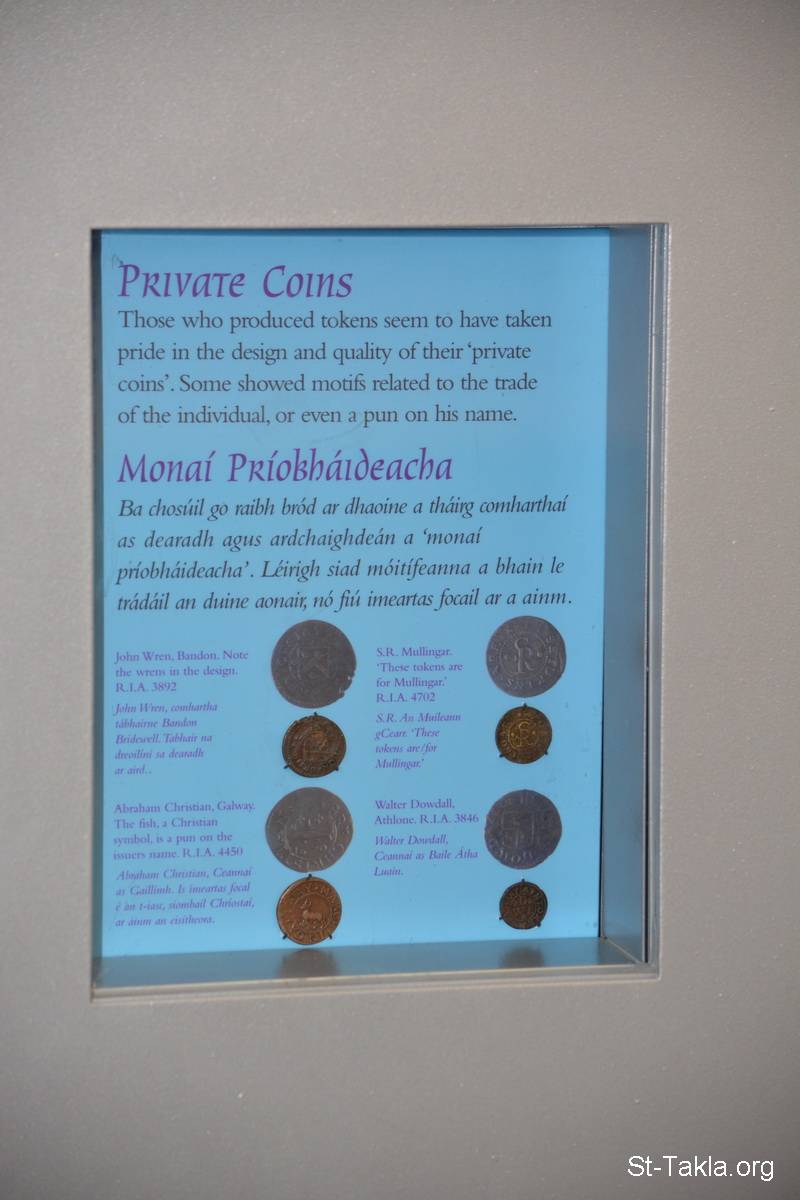 Private Coins
Those who produced tokens seem to have taken
pride in the design and quality of their ‘private
coins’. Some showed motifs related to the trade
of the individual, or even a pun on his name.
Monaí Príobháideacha
Ba chosúil go raibh bród ar dhaoine a tháirg comharthaí
as dearadh agus ardchaighdeán a ‘monaí
príobháideacha’. Léirigh siad móitífeanna a bhain le
trádáil an duine aonair, nó fiú imeartas focail ar a ainm.
John Wren, Bandon. Note
the wrens in the design.
R.I.A. 3892
John Wren, comhartha
tábhairne Bandon
Bridewell. Tabhair na
dreoilíní sa dearadh
ar aird..
S.R. Mullingar.
‘These tokens are
for Mullingar.’
R.I.A. 4702
S.R. An Muileann
gCearr. ‘These
tokens are for
Mullingar.’
Abraham Christian, Galway.
The fish, a Christian
symbol, is a pun on the
issuers name. R.I.A. 4450
Abraham Christian, Ceannaí
as Gaillimh. Is imeartas focal
é an t-iasc, siombail Chríostaí,
ar ainm an eisitheora.
Walter Dowdall,
Athlone. R.I.A. 3846
Walter Dowdall,
Ceannaí as Baile Átha
Luain.
St-Takla.org